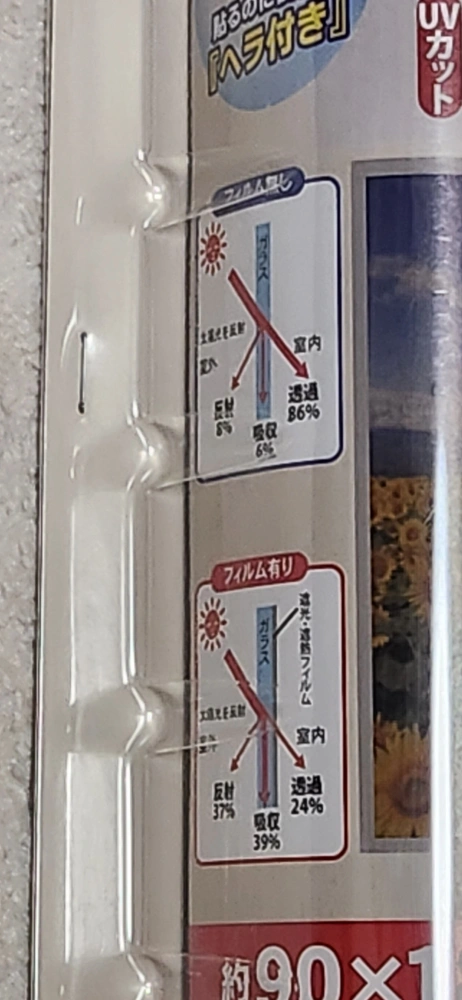 貼るのに
『ヘラ付き』
UVカット
フィルム無し
ガラス
太陽光を反射
室外
室内
反射
8%
吸収
6%
透過
86%
フィルム有り
ガラス
遮光・遮熱フィルム
太陽光を反射
室外
室内
反射
37%
吸収
39%
透過
24%
約90×1